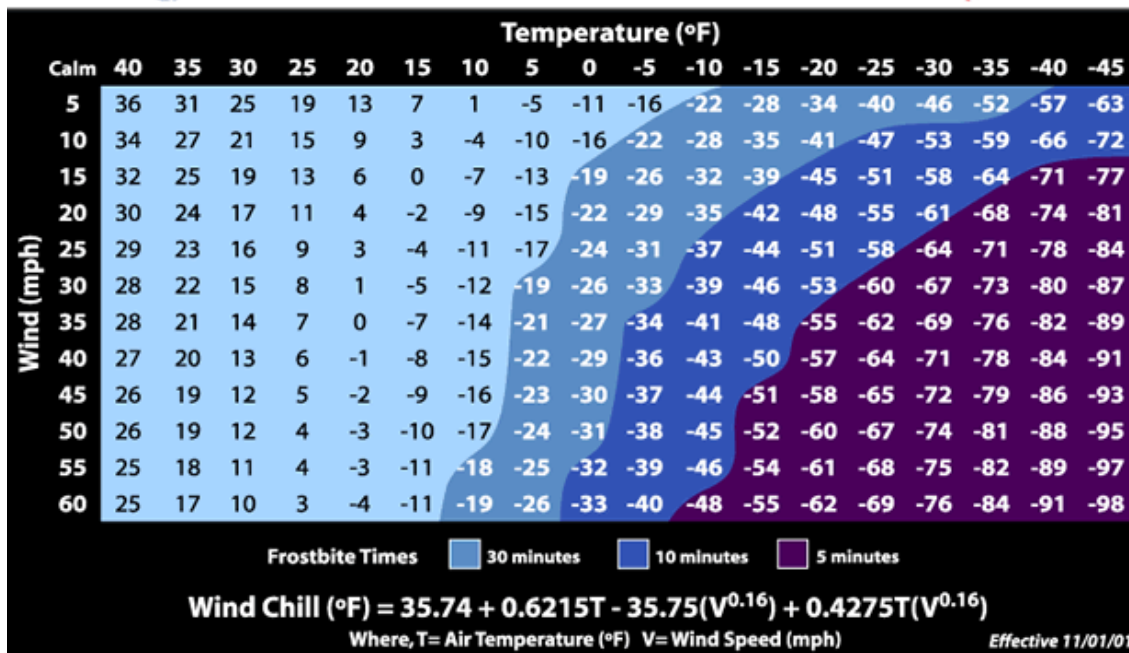 Temperature (ºF)
Calm 40 35 30 25 20 15 10 5 0 -5 -10 -15 -20 -25 -30 -35 -40 -45
5 36 31 25 19 13 7 1 -5 -11 -16 -22 -28 -34 -40 -46 -52 -57 -63
10 34 27 21 15 9 3 -4 -10 -16 -22 -28 -35 -41 -47 -53 -59 -66 -72
15 32 25 19 13 6 0 -7 -13 -19 -26 -32 -39 -45 -51 -58 -64 -71 -77
20 30 24 17 11 4 -2 -9 -15 -22 -29 -35 -42 -48 -55 -61 -68 -74 -81
25 29 23 16 9 3 -4 -11 -17 -24 -31 -37 -44 -51 -58 -64 -71 -78 -84
30 28 22 15 8 1 -5 -12 -19 -26 -33 -39 -46 -53 -60 -67 -73 -80 -87
35 28 21 14 7 0 -7 -14 -21 -27 -34 -41 -48 -55 -62 -69 -76 -82 -89
40 27 20 13 6 -1 -8 -15 -22 -29 -36 -43 -50 -57 -64 -71 -78 -84 -91
45 26 19 12 5 -2 -9 -16 -23 -30 -37 -44 -51 -58 -65 -72 -79 -86 -93
50 26 19 12 4 -3 -10 -17 -24 -31 -38 -45 -52 -60 -67 -74 -81 -88 -95
55 25 18 11 4 -3 -11 -18 -25 -32 -39 -46 -54 -61 -68 -75 -82 -89 -97
60 25 17 10 3 -4 -11 -19 -26 -33 -40 -48 -55 -62 -69 -76 -84 -91 -98
Wind (mph)
Frostbite Times 30 minutes 10 minutes 5 minutes
Wind Chill (ºF) = 35.74 + 0.6215T - 35.75(V^0.16) + 0.4275T(V^0.16)
Where, T= Air Temperature (ºF) V= Wind Speed (mph) Effective 11/01/01